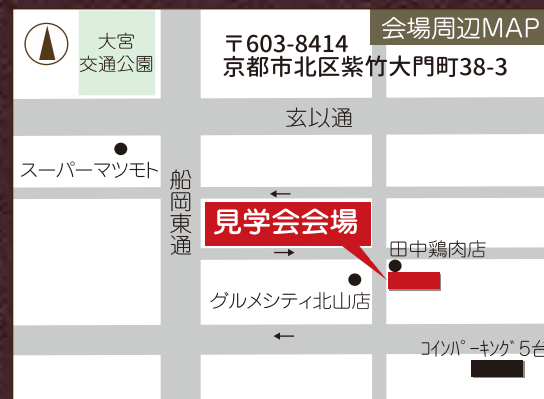 会場周辺MAP
大宮
交通公園
〒603-8414
京都市北区紫竹大門町38-3
玄以通
スーパーマツモト
船岡東通
見学会会場
田中鶏肉店
グルメシティ北山店
コインパーキング5台